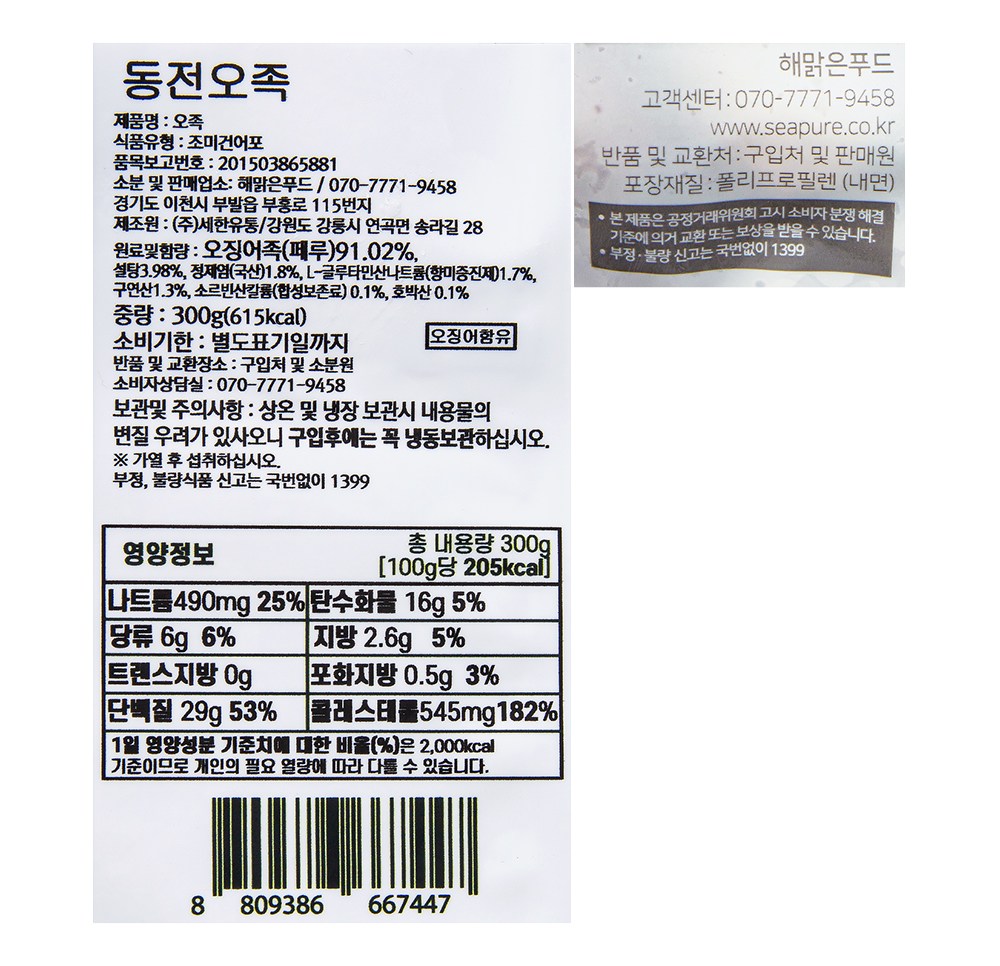 동전오족
제품명 : 오족
식품유형 : 조미건어포
품목보고번호 : 201503865881
소분 및 판매업소: 해맑은푸드 / 070-7771-9458
경기도 이천시 부발읍 부흥로 115번지
제조원 : (주)세한유통/강원도 강릉시 연곡면 송라길 28
원료및함량 : 오징어족(페루)91.02%,
설탕3.98%, 정제염(국산)1.8%, L-글루타민산나트륨(향미증진제)1.7%,
구연산1.3%, 소르빈산칼륨(합성보존료) 0.1%, 호박산 0.1%
중량 : 300g(615kcal)
소비기한 : 별도표기일까지
오징어함유
반품 및 교환장소 : 구입처 및 소분원
소비자상담실 : 070-7771-9458
보관및 주의사항 : 상온 및 냉장 보관시 내용물의
변질 우려가 있사오니 구입후에는 꼭 냉동보관하십시오.
※ 가열 후 섭취하십시오.
부정, 불량식품 신고는 국번없이 1399
영양정보
총 내용량 300g
[100g당 205kcal]
나트륨490mg 25% 탄수화물 16g 5%
당류 6g 6% 지방 2.6g 5%
트랜스지방 0g 포화지방 0.5g 3%
단백질 29g 53% 콜레스테롤545mg182%
1일 영양성분 기준치에 대한 비율(%)은 2,000kcal
기준이므로 개인의 필요 열량에 따라 다를 수 있습니다.
8 809386 667447
해맑은푸드
고객센터 : 070-7771-9458
www.seapure.co.kr
반품 및 교환처 : 구입처 및 판매원
포장재질 : 폴리프로필렌 (내면)
• 본 제품은 공정거래위원회 고시 소비자 분쟁 해결
기준에 의거 교환 또는 보상을 받을 수 있습니다.
• 부정·불량 신고는 국번없이 1399